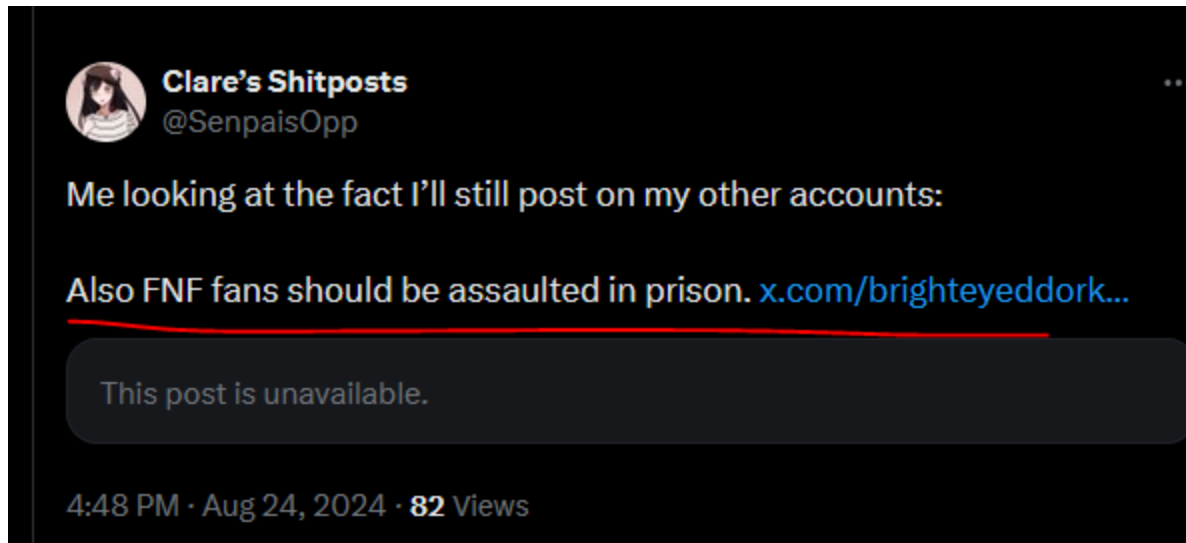 Clare’s Shitposts
@SenpaisOpp
Me looking at the fact I’ll still post on my other accounts:
Also FNF fans should be assaulted in prison. x.com/brighteyeddork...
This post is unavailable.
4:48 PM · Aug 24, 2024 · 82 Views